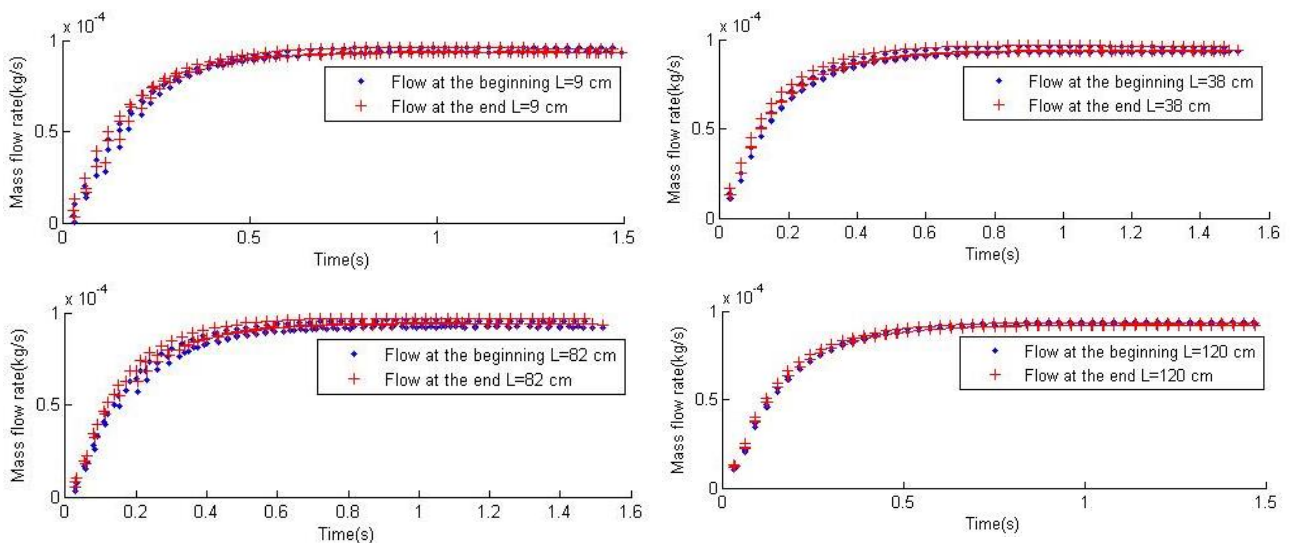 x 10-4
1
0.5
0
Mass flow rate(kg/s)
Flow at the beginning L=9 cm
Flow at the end L=9 cm
0 0.5 1 1.5
Time(s)
x 10-4
1
0.5
0
Mass flow rate(kg/s)
Flow at the beginning L=38 cm
Flow at the end L=38 cm
0 0.2 0.4 0.6 0.8 1 1.2 1.4 1.6
Time(s)
x 10-4
1
0.5
0
Mass flow rate(kg/s)
Flow at the beginning L=82 cm
Flow at the end L=82 cm
0 0.2 0.4 0.6 0.8 1 1.2 1.4 1.6
Time(s)
x 10-4
1
0.5
0
Mass flow rate(kg/s)
Flow at the beginning L=120 cm
Flow at the end L=120 cm
0 0.5 1 1.5
Time(s)